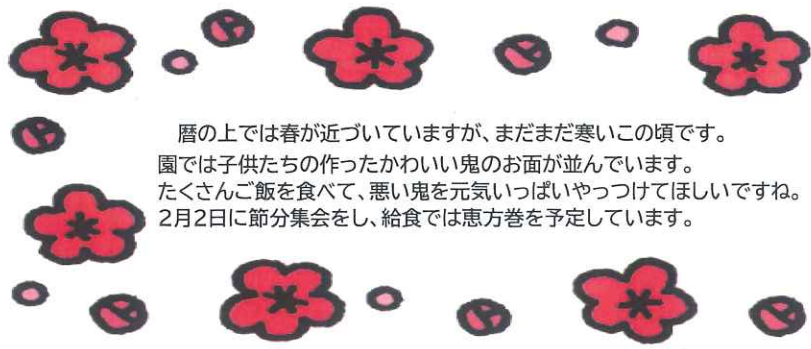 暦の上では春が近づいていますが、まだまだ寒いこの頃です。
園では子供たちの作ったかわいい鬼のお面が並んでいます。
たくさんご飯を食べて、悪い鬼を元気いっぱいやっつけてほしいですね。
2月2日に節分集会をし、給食では恵方巻を予定しています。